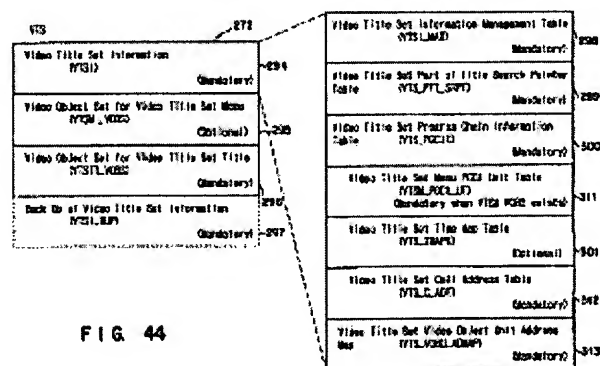 VTS
272
Video Title Set Information
(VTSI)
(Mandatory)
294
Video Object Set for Video Title Set Menu
(VTSM_VOBS)
(Optional)
295
Video Object Set for Video Title Set Title
(VTSTT_VOBS)
(Mandatory)
296
Back Up of Video Title Set Information
(VTSI_BUP)
(Mandatory)
297
Video Title Set Information Management Table
(VTSI_MAT)
(Mandatory)
298
Video Title Set Part of Title Search Pointer
Table (VTS_PTT_SRPT)
(Mandatory)
299
Video Title Set Program Chain Information
Table (VTS_PGCIT)
(Mandatory)
300
Video Title Set Menu PGCI Unit Table
(VTSM_PGCI_UT)
(Mandatory when VTSM_VOBS exists)
311
Video Title Set Time Map Table
(VTS_TMAPT)
(Optional)
301
Video Title Set Cell Address Table
(VTS_C_ADT)
(Mandatory)
312
Video Title Set Video Object Unit Address
Map (VTS_VOBU_ADMAP)
(Mandatory)
313
FIG. 44